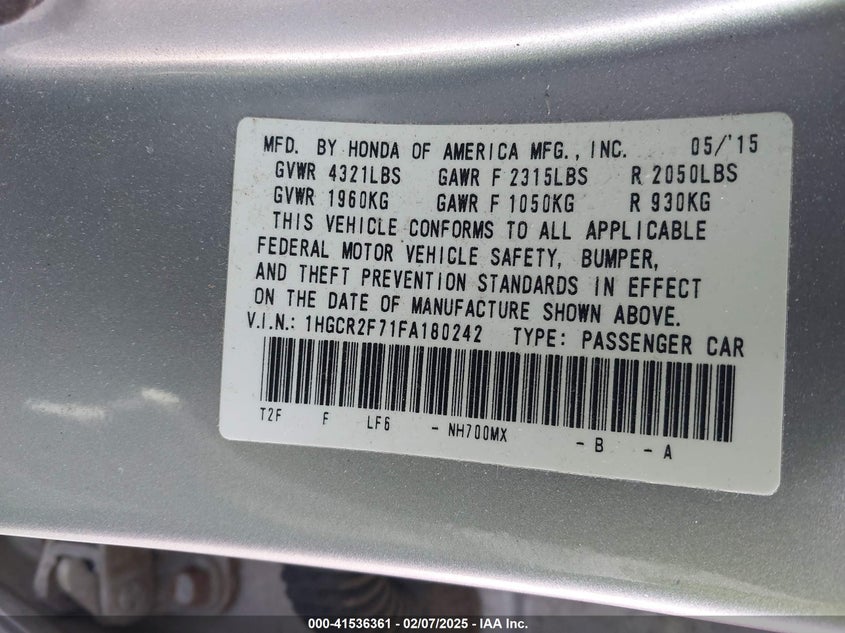 MFD. BY HONDA OF AMERICA MFG., INC. 05/'15
GVWR 4321LBS GAWR F 2315LBS R 2050LBS
GVWR 1960KG GAWR F 1050KG R 930KG
THIS VEHICLE CONFORMS TO ALL APPLICABLE
FEDERAL MOTOR VEHICLE SAFETY, BUMPER,
AND THEFT PREVENTION STANDARDS IN EFFECT
ON THE DATE OF MANUFACTURE SHOWN ABOVE.
V.I.N.: 1HGCR2F71FA180242 TYPE: PASSENGER CAR
T2F F LF6 - NH700MX - B - A
000-41536361 - 02/07/2025 - IAA Inc.